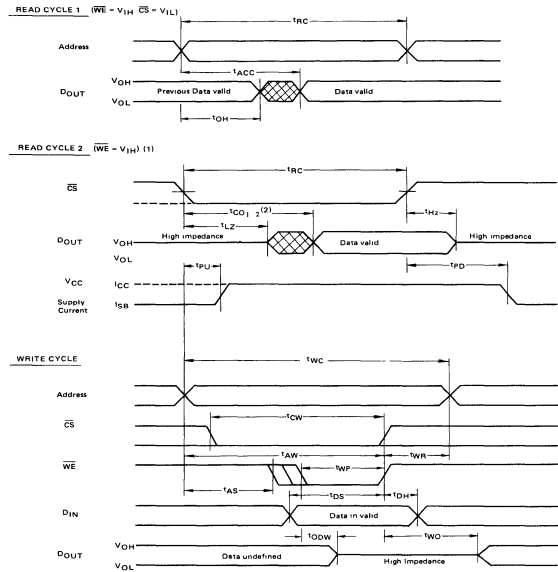 READ CYCLE 1 (WE = VIH CS = VIL)
tRC
Address
tACC
DOUT VOH Previous Data valid Data valid
VOL
tOH
READ CYCLE 2 (WE = VIH) (1)
tRC
CS
tCO1 2 (2) tHz
tLZ
High impedance High impedance
DOUT VOH Data valid
VOL
tPU tPD
VCC ICC
Supply Current ISB
WRITE CYCLE
tWC
Address
tCW
CS
tAW tWR
WE tWP
tAS tDS tDH
DIN Data in valid
tODW tWO
DOUT VOH Data undefined High Impedance
VOL